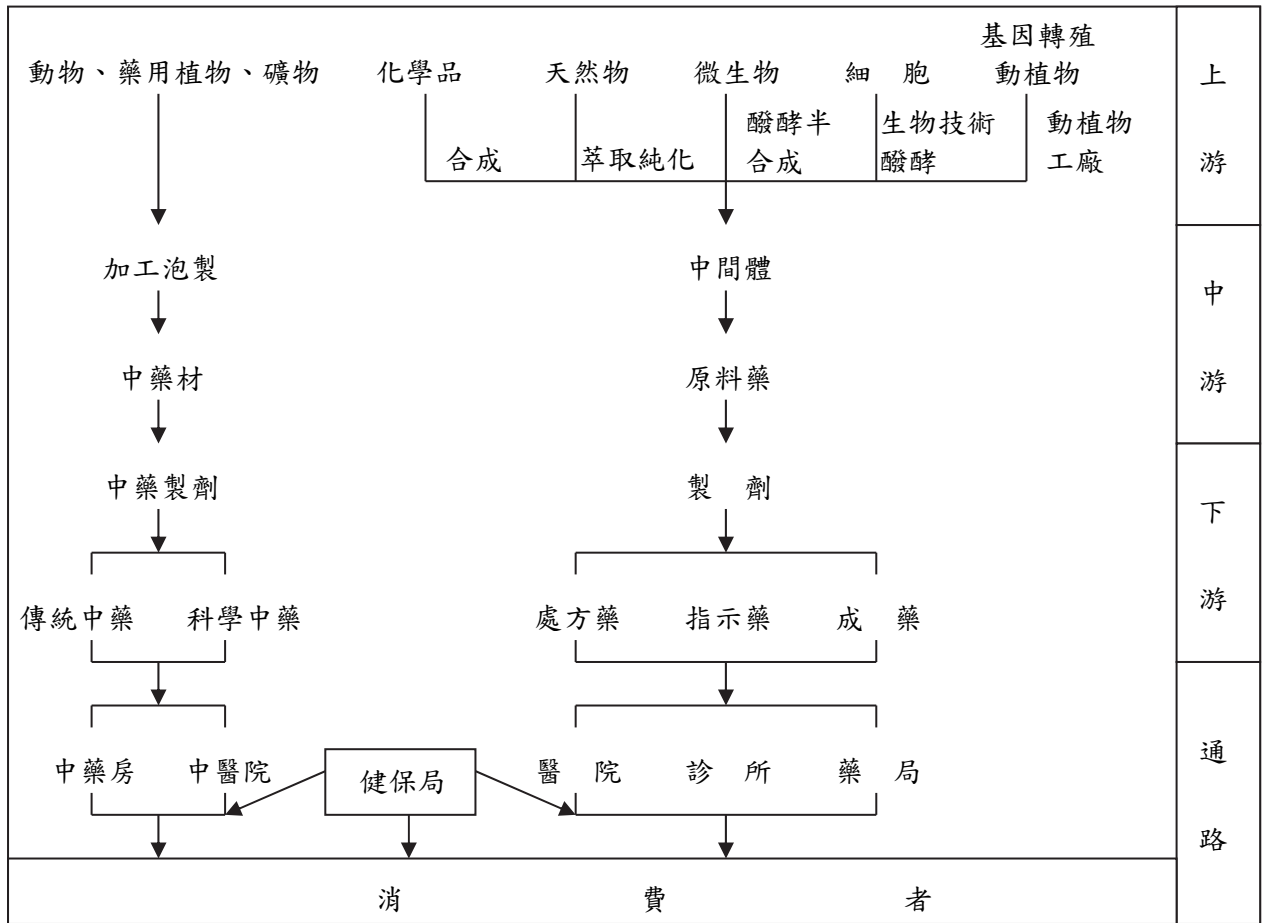 基因轉殖
動物、藥用植物、礦物 化學品 天然物 微生物 細 胞 動植物
醱酵半 生物技術 動植物
合成 萃取純化 合成 醱酵 工廠
上
游
加工泡製 中間體
中藥材 原料藥
中
游
中藥製劑 製 劑
傳統中藥 科學中藥 處方藥 指示藥 成 藥
下
游
中藥房 中醫院 健保局 醫 院 診 所 藥 局
通
路
消 費 者